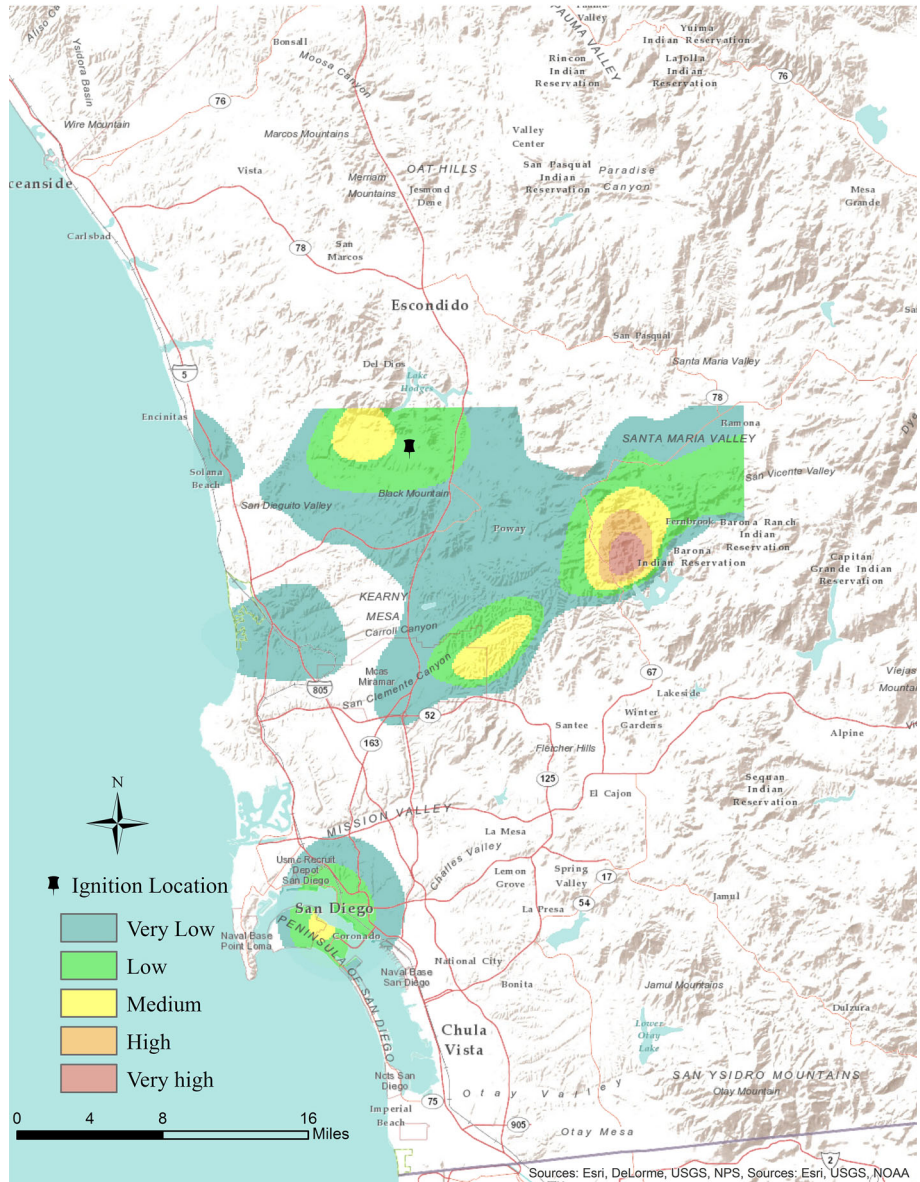 JAUMA VALLEY
Valley
Yuima
Indian Reservation
Aliso Ca
Ysidora Basin
Bonsall
Moosa Canyon
Rincon
Indian
Reservation
LaJolla
Indian
Reservation
76
76
Wire Mountain
Marcos Mountains
Valley
Center
Vista
Merriam
Mountains
OAT HILLS
Jesmond
Dene
San Pasqual
Indian
Reservation
Paradise
Canyon
Mesa
Grande
ceanside
Carlsbad
78
San
Marcos
Escondido
San Pasqual
Santa Maria Valley
Del Dios
Lake
Hodges
5
78
Encinitas
Ramona
SANTA MARIA VALLEY
Solana
Beach
San Vicente Valley
San Dieguito Valley
Black Mountain
Poway
Fernbrook
Barona Ranch
Indian
Reservation
Barona
Indian Reservation
Capitan
Grande Indian
Reservation
KEARNY
MESA
Carroll Canyon
Mcas
Miramar
San Clemente Canyon
805
67
Viejas
Mountai
Lakeside
52
Winter
Gardens
163
Santee
Alpine
Fletcher Hills
125
Sequan
Indian
Reservation
El Cajon
N
MISSION VALLEY
La Mesa
Usmc Recruit
Depot
San Diego
Lemon
Grove
Spring
Valley
17
Ignition Location
San Diego
La Presa
54
Jamul
Very Low
Naval Base
Point Loma
Coronado
PENINSULA OF SAN DIEGO
Low
Naval Base
San Diego
National City
Bonita
Jamul Mountains
Medium
Dulzura
High
Chula
Vista
Lower
Otay
Lake
Very high
Ncts San
Diego
SAN YSIDRO MOUNTAINS
Otay Mountain
Otay Valley
75
Imperial
Beach
905
Otay Mesa
0 4 8 16
Miles
2
Sources: Esri, DeLorme, USGS, NPS, Sources: Esri, USGS, NOAA